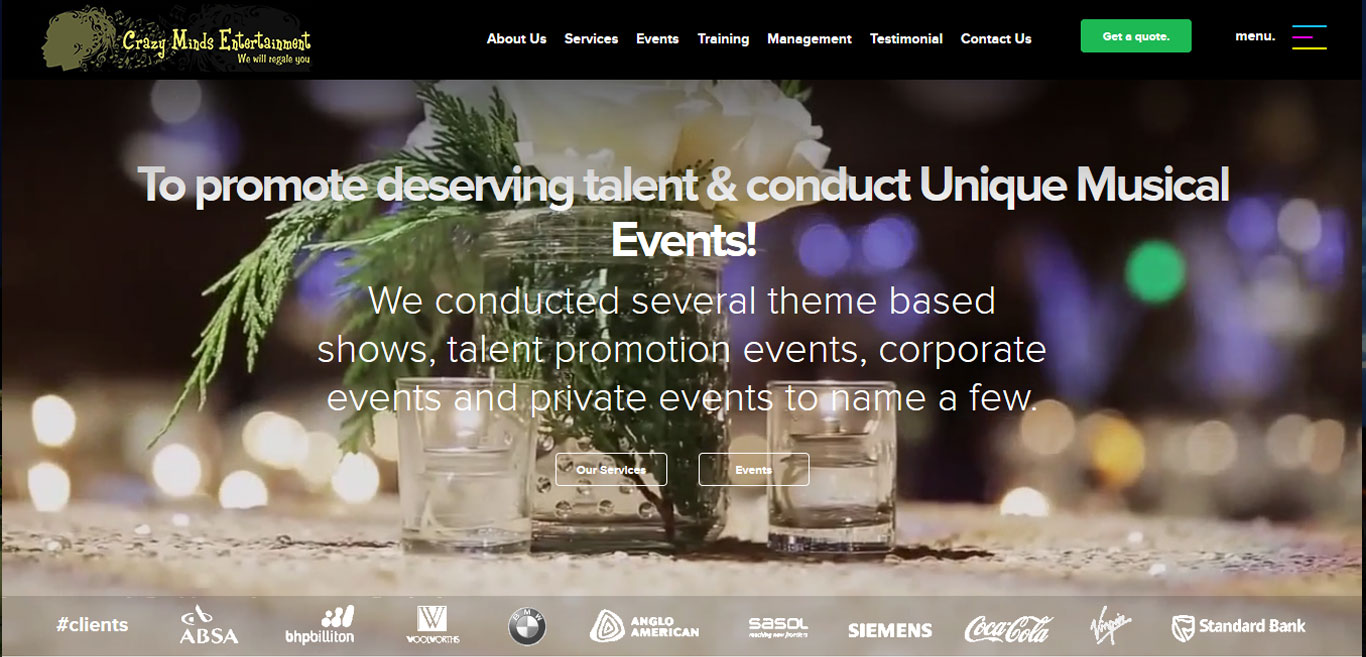 Crazy Minds Entertainment
We will regale you
About Us Services Events Training Management Testimonial Contact Us
Get a quote.
menu.
To promote deserving talent & conduct Unique Musical
Events!
We conducted several theme based
shows, talent promotion events, corporate
events and private events to name a few.
Our Services Events
#clients
ABSA
bhpbilliton
W
WOOLWORTHS
BMW
ANGLO
AMERICAN
sasol
reaching new frontiers
SIEMENS
Coca-Cola
Virgin
Standard Bank